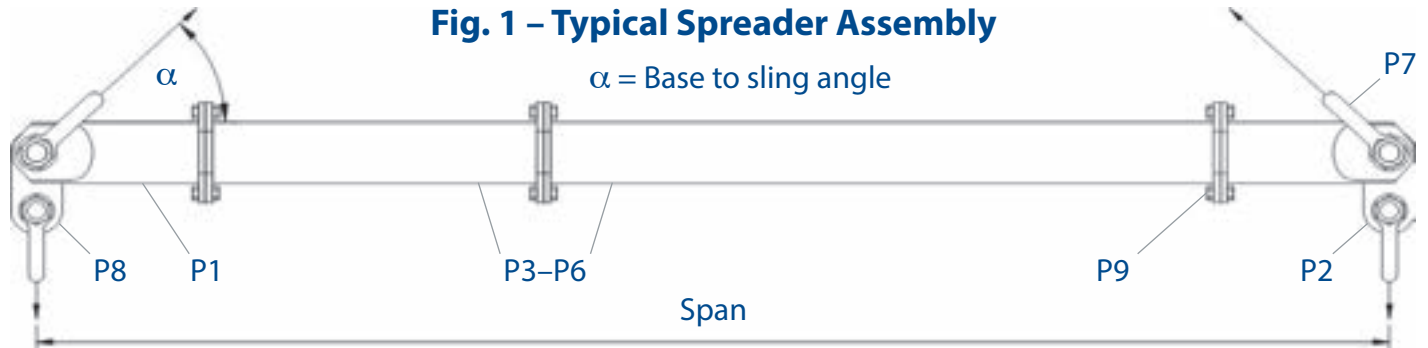 Fig. 1 – Typical Spreader Assembly
α = Base to sling angle
α
P7
P8
P1
P3–P6
P9
P2
Span